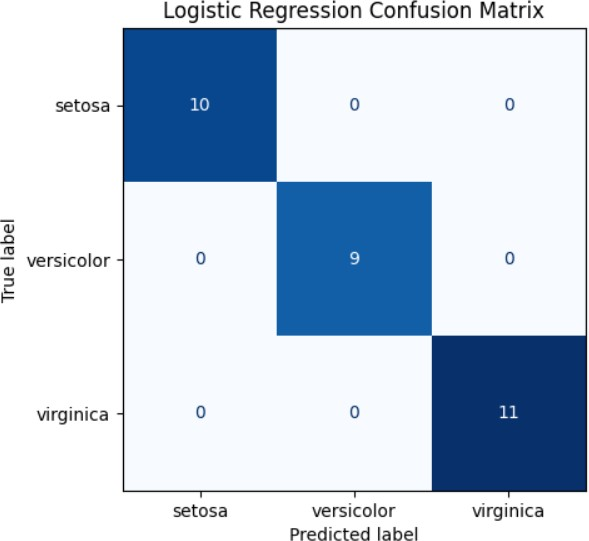 Logistic Regression Confusion Matrix
True label
setosa 10 0 0
versicolor 0 9 0
virginica 0 0 11
setosa versicolor virginica
Predicted label